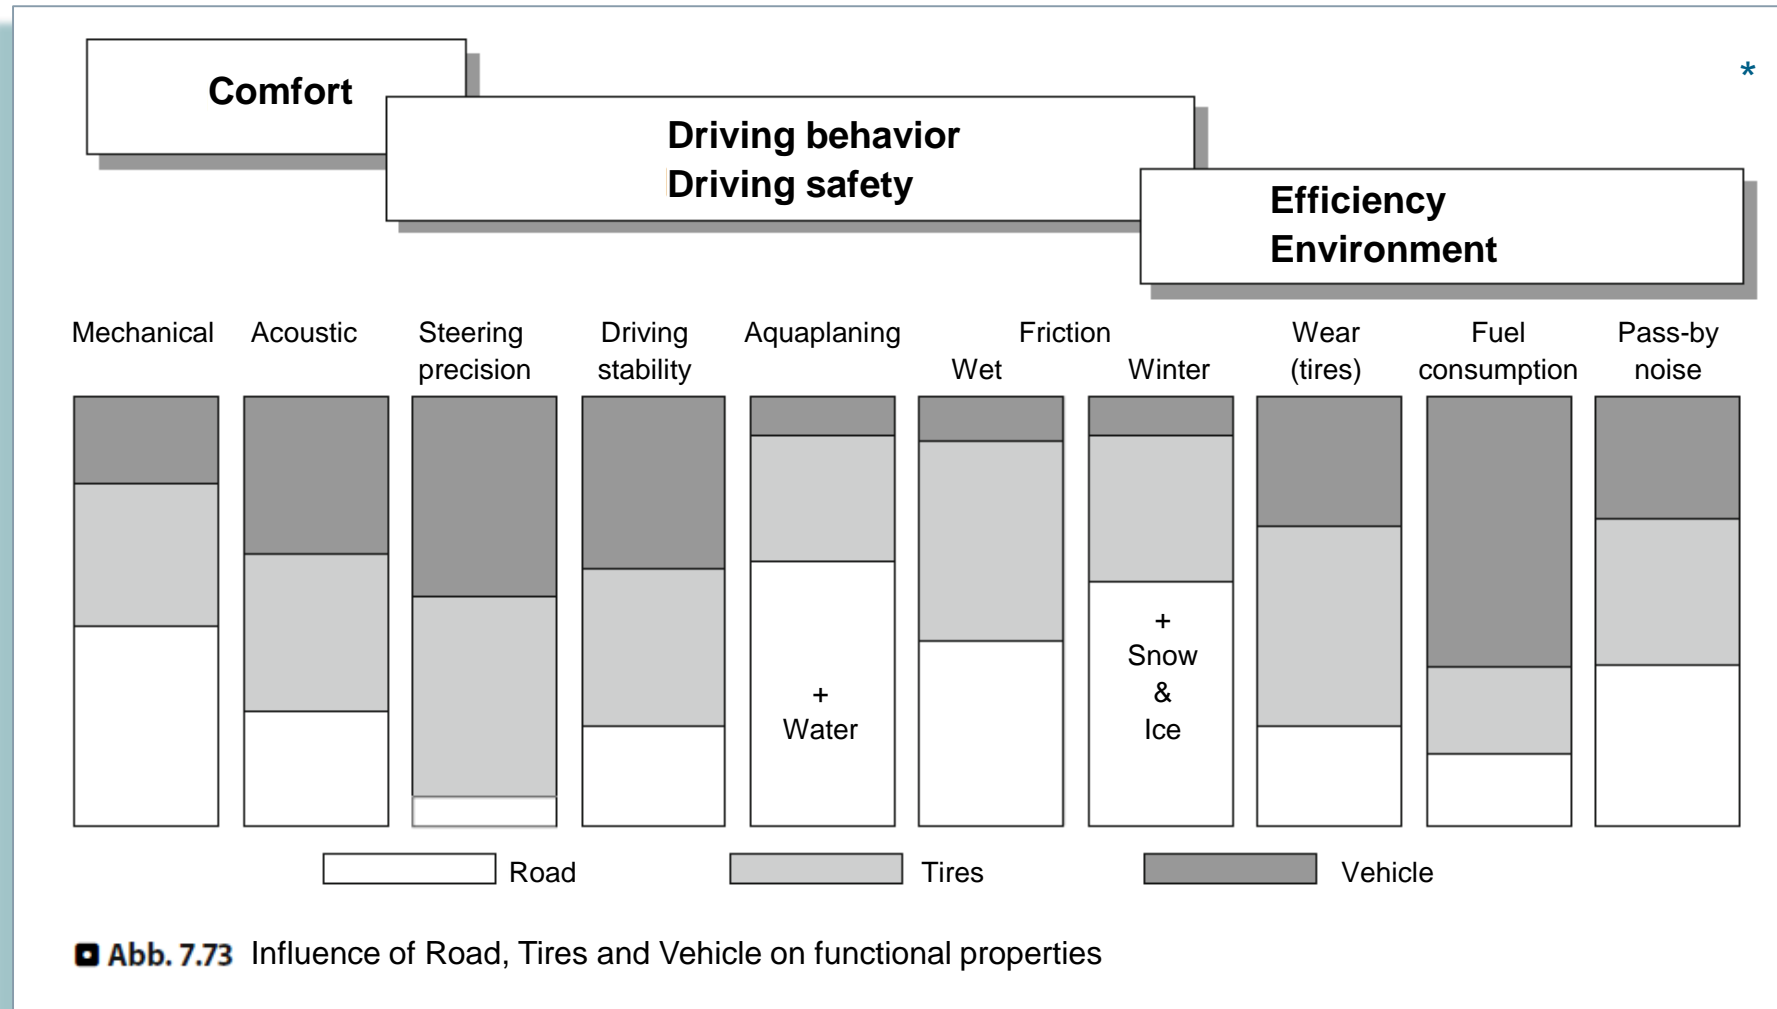 Comfort
*
Driving behavior
Driving safety
Efficiency
Environment
Mechanical
Acoustic
Steering
precision
Driving
stability
Aquaplaning
Friction
Wet
Winter
Wear
(tires)
Fuel
consumption
Pass-by
noise
+
Water
+
Snow
&
Ice
Road
Tires
Vehicle
Abb. 7.73 Influence of Road, Tires and Vehicle on functional properties